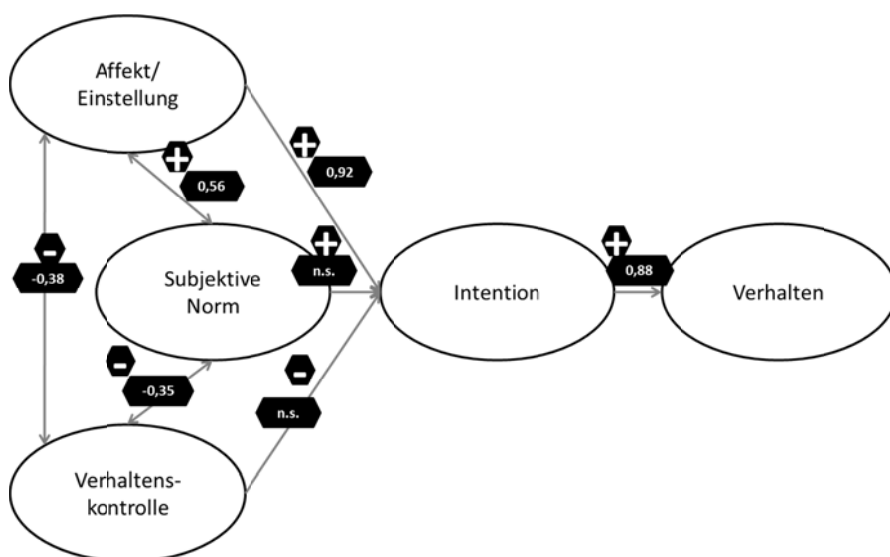 Affekt/
Einstellung
+
0,92
+
0,56
-
-0,38
Subjektive
Norm
+
n.s.
Intention
+
0,88
Verhalten
-
-0,35
-
n.s.
Verhaltens-
kontrolle